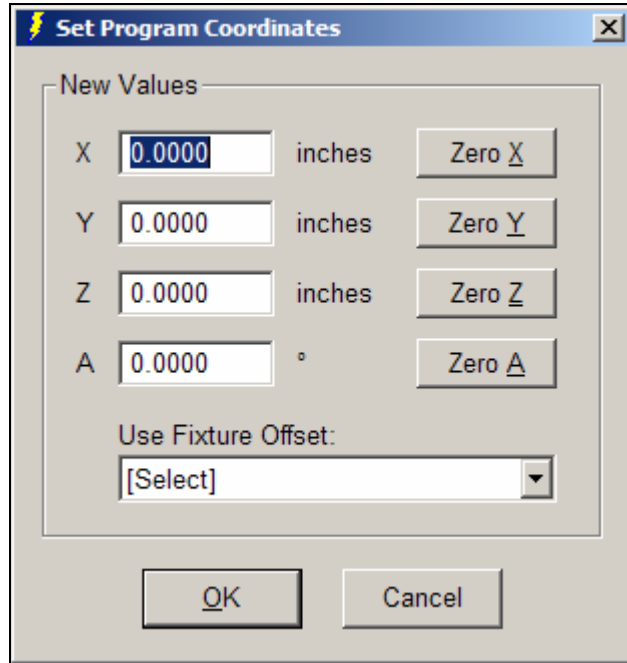 Set Program Coordinates
New Values
X 0.0000 inches Zero X
Y 0.0000 inches Zero Y
Z 0.0000 inches Zero Z
A 0.0000 ° Zero A
Use Fixture Offset:
[Select]
OK Cancel